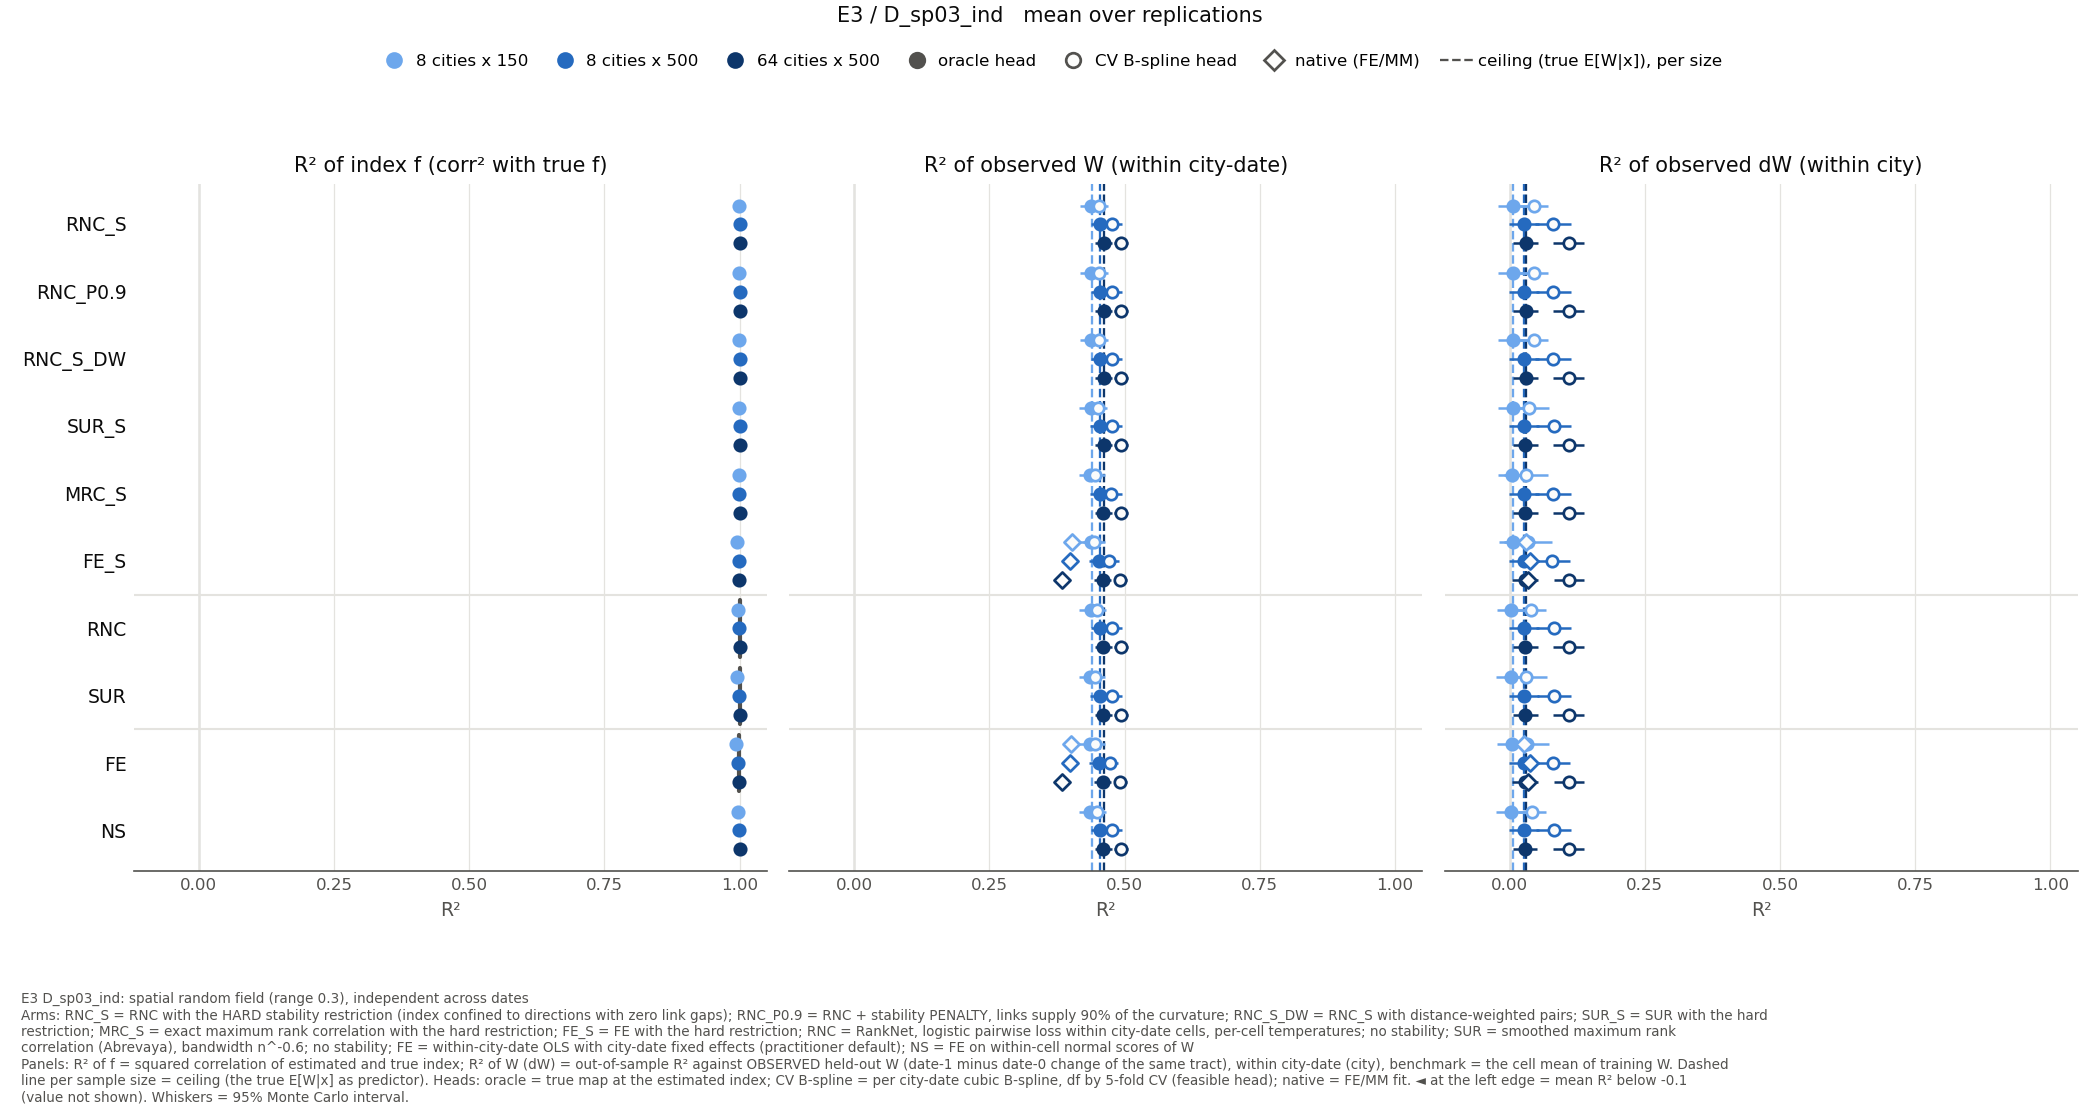 E3 / D_sp03_ind   mean over replications
8 cities x 150   8 cities x 500   64 cities x 500   oracle head   CV B-spline head   native (FE/MM)   ceiling (true E[W|x]), per size
R² of index f (corr² with true f)   R² of observed W (within city-date)   R² of observed dW (within city)
RNC_S
RNC_P0.9
RNC_S_DW
SUR_S
MRC_S
FE_S
RNC
SUR
FE
NS
0.00 0.25 0.50 0.75 1.00   0.00 0.25 0.50 0.75 1.00   0.00 0.25 0.50 0.75 1.00
R²   R²   R²
E3 D_sp03_ind: spatial random field (range 0.3), independent across dates
Arms: RNC_S = RNC with the HARD stability restriction (index confined to directions with zero link gaps); RNC_P0.9 = RNC + stability PENALTY, links supply 90% of the curvature; RNC_S_DW = RNC_S with distance-weighted pairs; SUR_S = SUR with the hard
restriction; MRC_S = exact maximum rank correlation with the hard restriction; FE_S = FE with the hard restriction; RNC = RankNet, logistic pairwise loss within city-date cells, per-cell temperatures; no stability; SUR = smoothed maximum rank
correlation (Abrevaya), bandwidth n^-0.6; no stability; FE = within-city-date OLS with city-date fixed effects (practitioner default); NS = FE on within-cell normal scores of W
Panels: R² of f = squared correlation of estimated and true index; R² of W (dW) = out-of-sample R² against OBSERVED held-out W (date-1 minus date-0 change of the same tract), within city-date (city), benchmark = the cell mean of training W. Dashed
line per sample size = ceiling (the true E[W|x] as predictor). Heads: oracle = true map at the estimated index; CV B-spline = per city-date cubic B-spline, df by 5-fold CV (feasible head); native = FE/MM fit. ◄ at the left edge = mean R² below -0.1
(value not shown). Whiskers = 95% Monte Carlo interval.